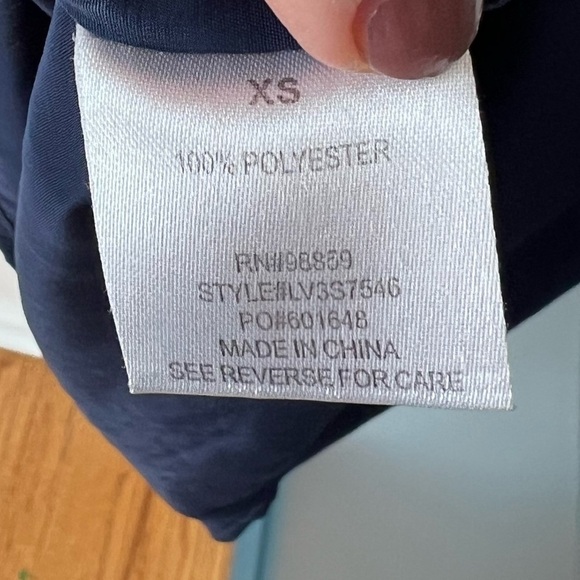 XS
100% POLYESTER
RN#98869
STYLE#LV3S7546
PO#601648
MADE IN CHINA
SEE REVERSE FOR CARE